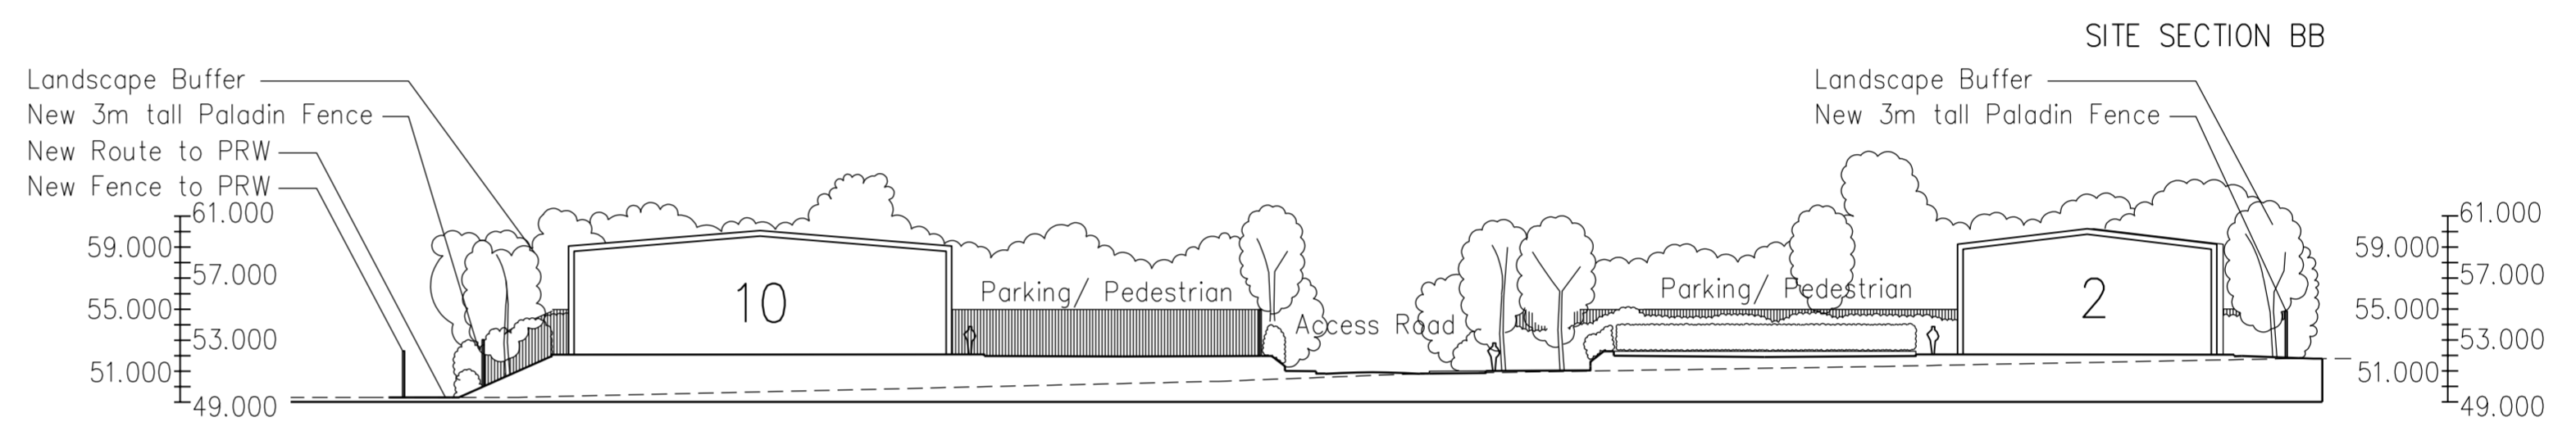 SITE SECTION BB
Landscape Buffer
New 3m tall Paladin Fence
New Route to PRW
New Fence to PRW
Landscape Buffer
New 3m tall Paladin Fence
61.000
59.000
57.000
55.000
53.000
51.000
49.000
10
Parking/ Pedestrian
Access Road
Parking/ Pedestrian
2
61.000
59.000
57.000
55.000
53.000
51.000
49.000